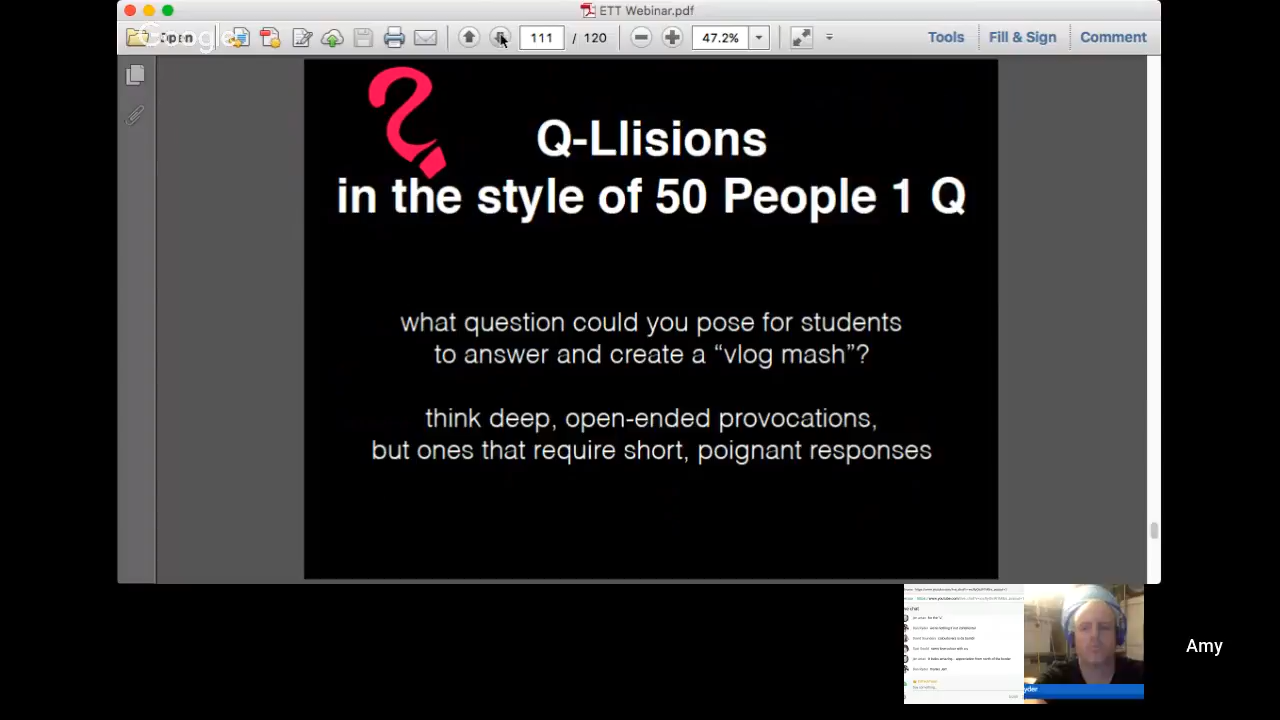 ETT Webinar.pdf
Google
Open
111 / 120
47.2%
Tools
Fill & Sign
Comment
?
Q-Llisions
in the style of 50 People 1 Q
what question could you pose for students
to answer and create a “vlog mash”?
think deep, open-ended provocations,
but ones that require short, poignant responses
Amy